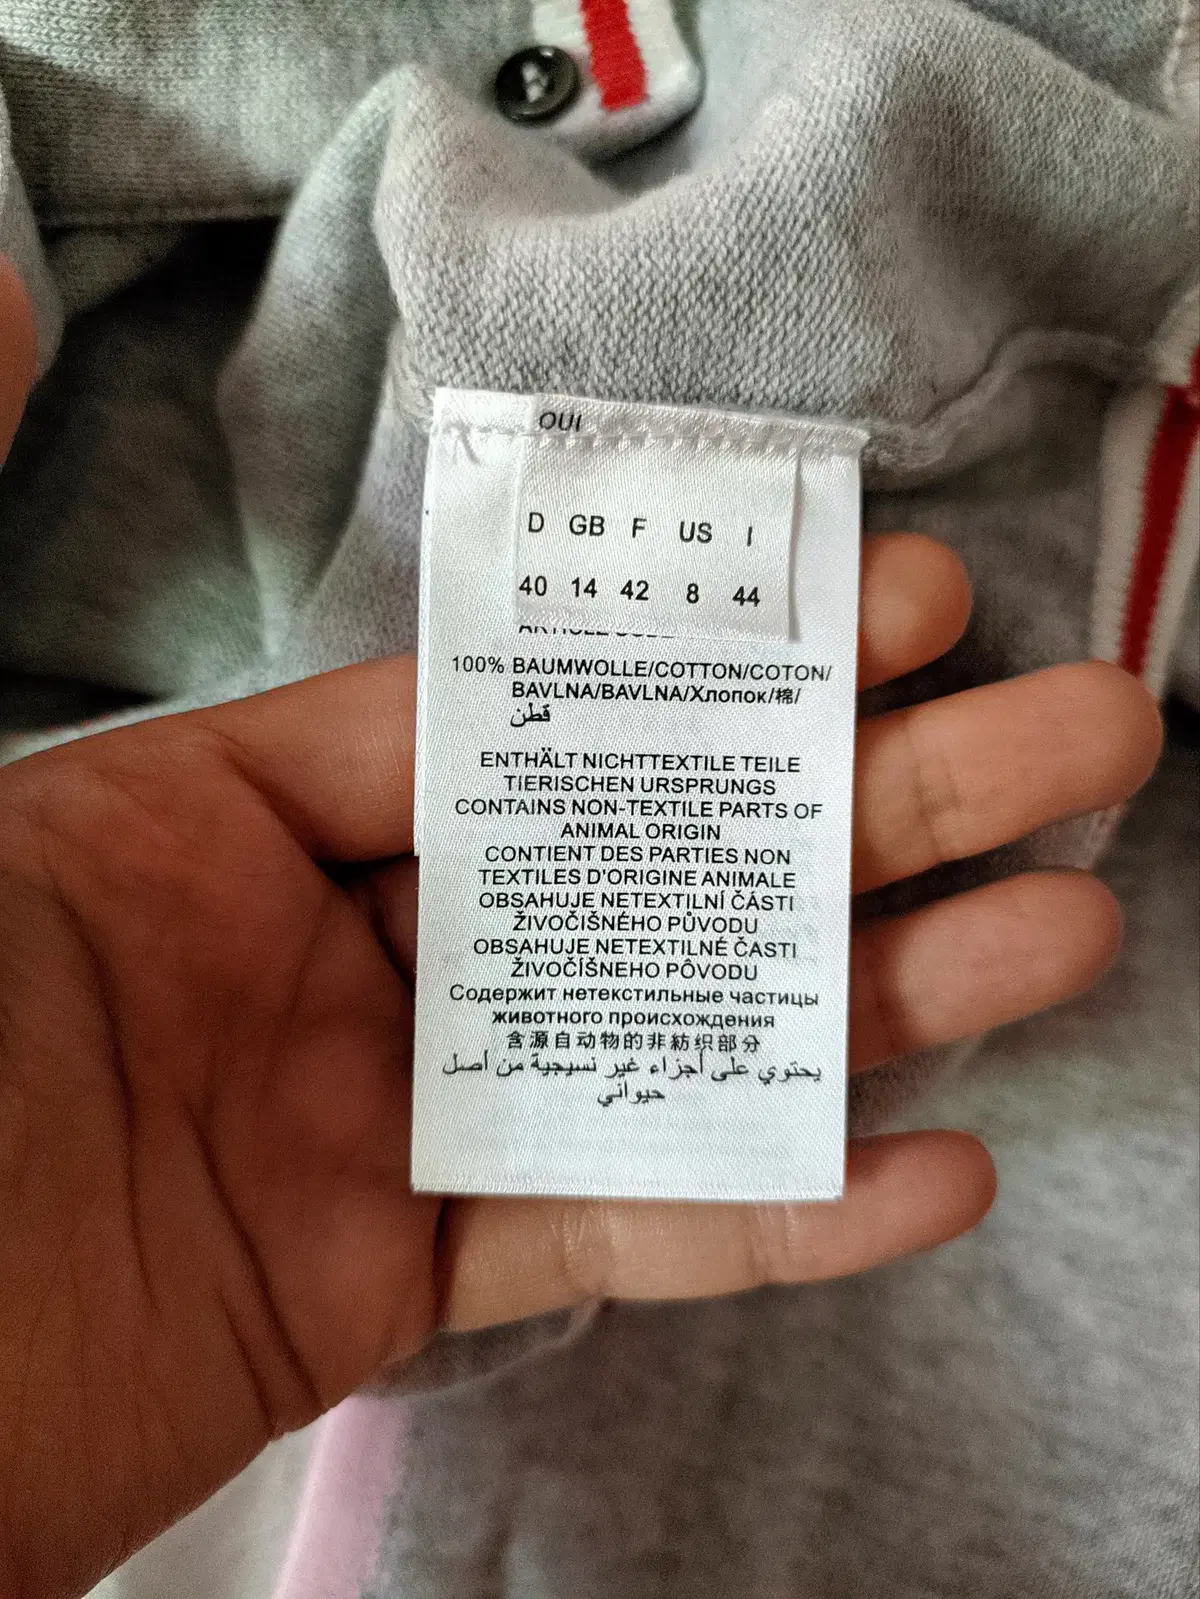 OUI
D GB F US I
40 14 42 8 44
100% BAUMWOLLE/COTTON/COTON/
BAVLNA/BAVLNA/Хлопок/棉/
قطن
ENTHÄLT NICHTTEXTILE TEILE
TIERISCHEN URSPRUNGS
CONTAINS NON-TEXTILE PARTS OF
ANIMAL ORIGIN
CONTIENT DES PARTIES NON
TEXTILES D'ORIGINE ANIMALE
OBSAHUJE NETEXTILNÍ ČÁSTI
ŽIVOČIŠNÉHO PŮVODU
OBSAHUJE NETEXTILNÉ ČASTI
ŽIVOČÍŠNEHO PÔVODU
Содержит нетекстильные частицы
животного происхождения
含源自动物的非紡织部分
يحتوي على أجزاء غير نسيجية من أصل
حيواني